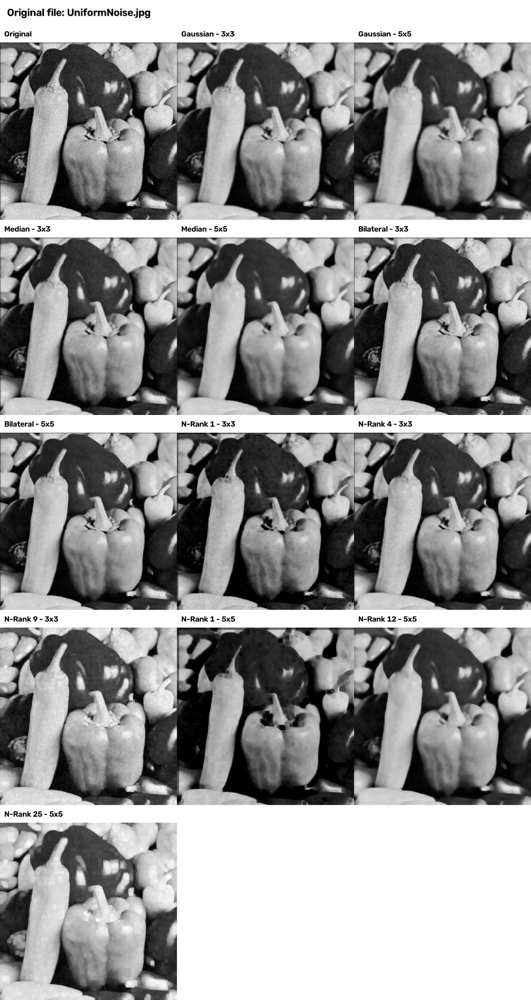 Original file: UniformNoise.jpg
Original
Gaussian - 3x3
Gaussian - 5x5
Median - 3x3
Median - 5x5
Bilateral - 3x3
Bilateral - 5x5
N-Rank 1 - 3x3
N-Rank 4 - 3x3
N-Rank 9 - 3x3
N-Rank 1 - 5x5
N-Rank 12 - 5x5
N-Rank 25 - 5x5